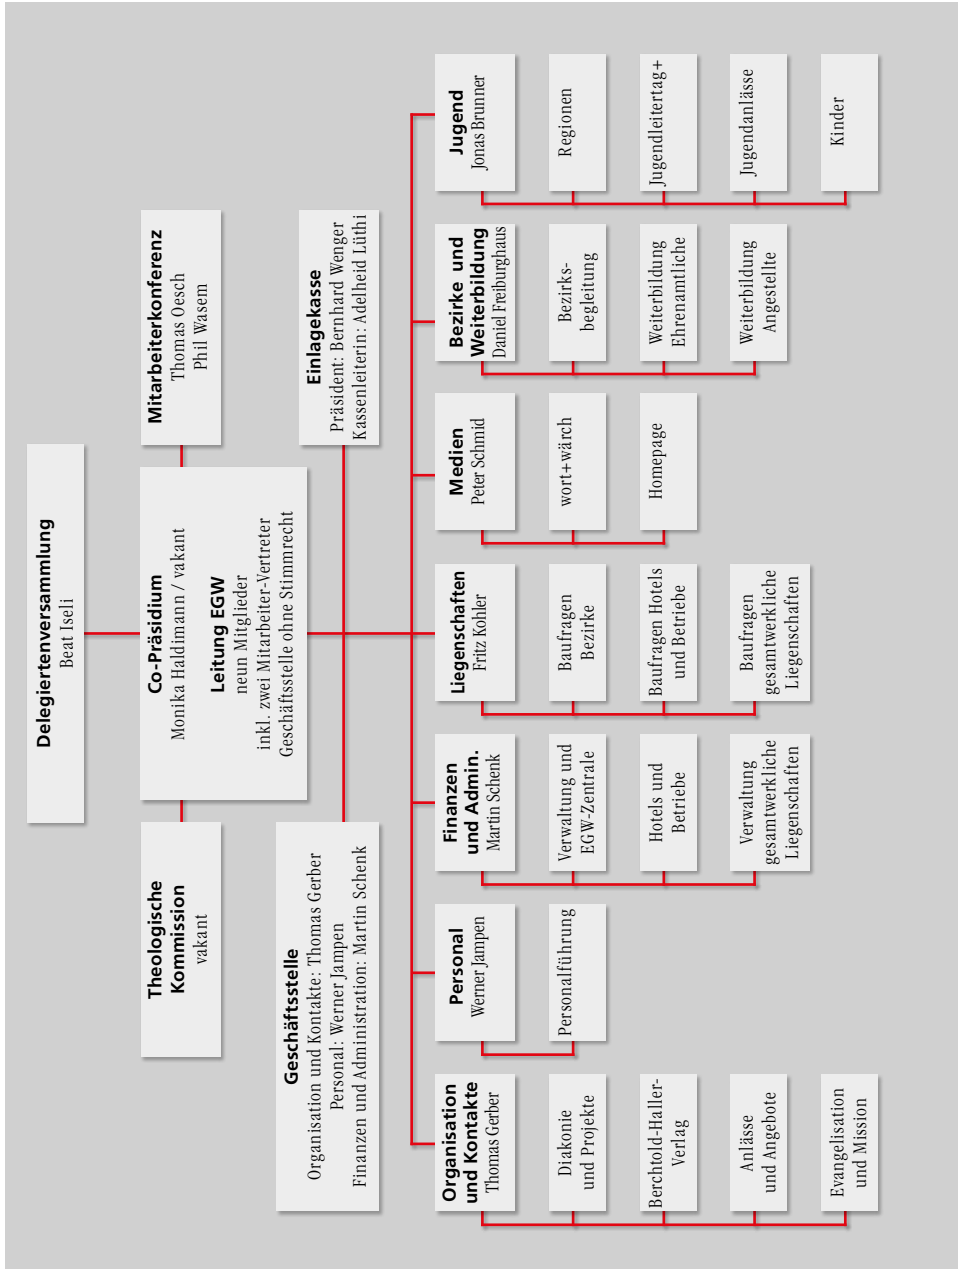 Delegiertenversammlung
Beat Iseli
Theologische
Kommission
vakant
Co-Präsidium
Monika Haldimann / vakant
Leitung EGW
neun Mitglieder
inkl. zwei Mitarbeiter-Vertreter
Geschäftsstelle ohne Stimmrecht
Mitarbeiterkonferenz
Thomas Oesch
Phil Wasem
Geschäftsstelle
Organisation und Kontakte: Thomas Gerber
Personal: Werner Jampen
Finanzen und Administration: Martin Schenk
Einlagekasse
Präsident: Bernhard Wenger
Kassenleiterin: Adelheid Lüthi
Organisation
und Kontakte
Thomas Gerber
Diakonie
und Projekte
Berchtold-Haller-
Verlag
Anlässe
und Angebote
Evangelisation
und Mission
Personal
Werner Jampen
Personalführung
Finanzen
und Admin.
Martin Schenk
Verwaltung und
EGW-Zentrale
Hotels und
Betriebe
Verwaltung
gesamtwerkliche
Liegenschaften
Liegenschaften
Fritz Kohler
Baufragen
Bezirke
Baufragen Hotels
und Betriebe
Baufragen
gesamtwerkliche
Liegenschaften
Medien
Peter Schmid
wort+wärch
Homepage
Bezirke und
Weiterbildung
Daniel Freiburghaus
Bezirks-
begleitung
Weiterbildung
Ehrenamtliche
Weiterbildung
Angestellte
Jugend
Jonas Brunner
Regionen
Jugendleitertag+
Jugendanlässe
Kinder